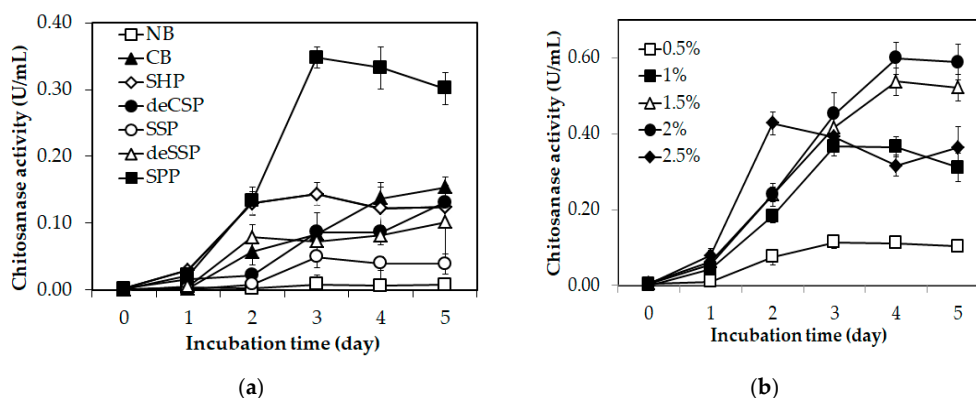 0.40
0.30
0.20
0.10
0.00
Chitosanase activity (U/mL)
NB
CB
SHP
deCSP
SSP
deSSP
SPP
0 1 2 3 4 5
Incubation time (day)
(a)
(b)
0.60
0.40
0.20
0.00
Chitosanase activity (U/mL)
0.5%
1%
1.5%
2%
2.5%
0 1 2 3 4 5
Incubation time (day)